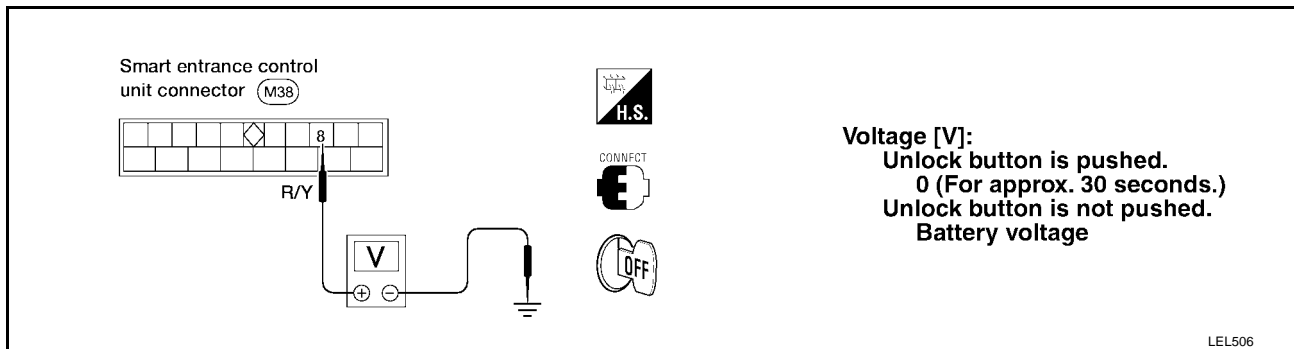 Smart entrance control
unit connector M38
8
R/Y
V
H.S.
CONNECT
OFF
Voltage [V]:
Unlock button is pushed.
0 (For approx. 30 seconds.)
Unlock button is not pushed.
Battery voltage
LEL506